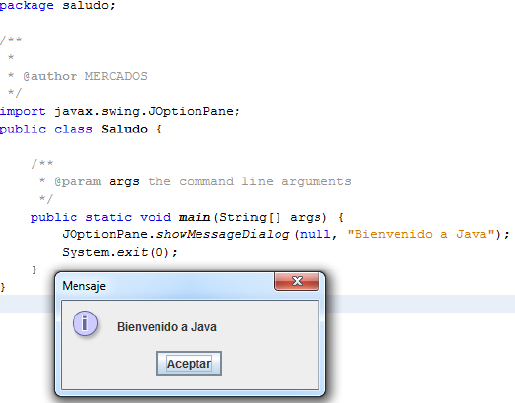 package saludo;
/**
 *
 * @author MERCADOS
 */
import javax.swing.JOptionPane;
public class Saludo {
/**
 * @param args the command line arguments
 */
public static void main(String[] args) {
JOptionPane.showMessageDialog(null, "Bienvenido a Java");
System.exit(0);
}
}
Mensaje
Bienvenido a Java
Aceptar